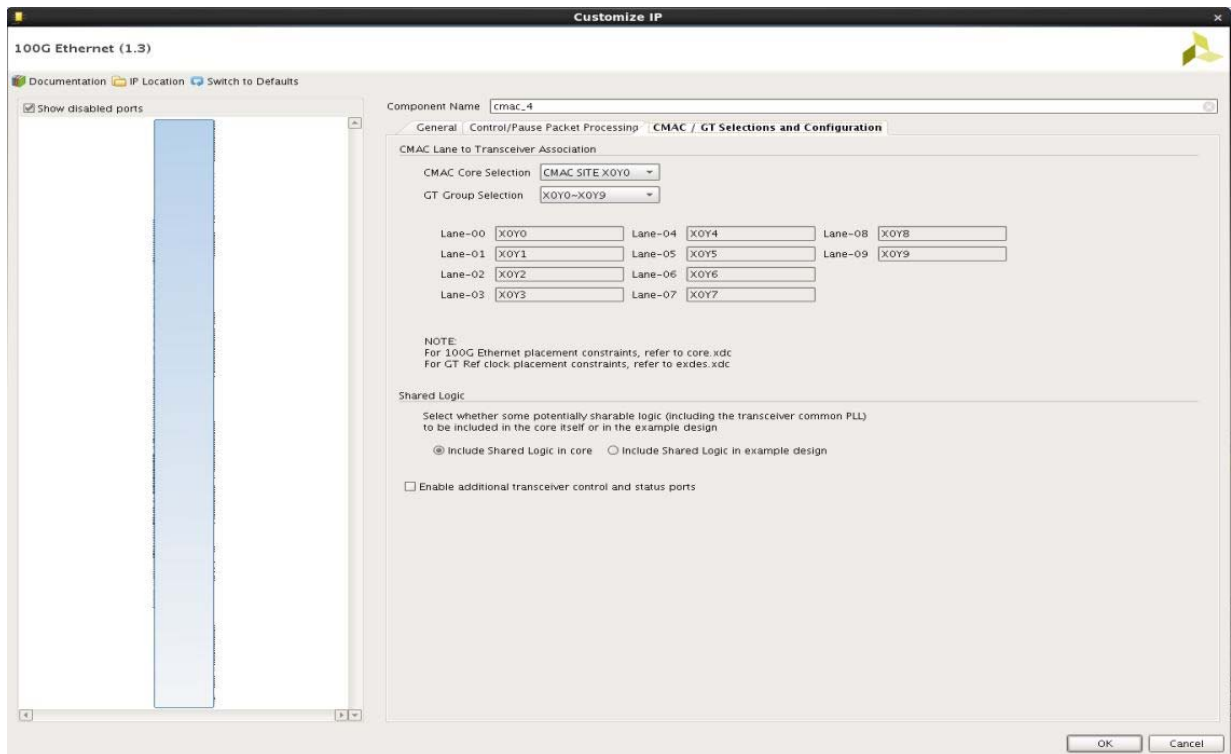 Customize IP
100G Ethernet (1.3)
Documentation IP Location Switch to Defaults
Show disabled ports
Component Name cmac_4
General Control/Pause Packet Processing CMAC / GT Selections and Configuration
CMAC Lane to Transceiver Association
CMAC Core Selection CMAC SITE X0Y0
GT Group Selection X0Y0~X0Y9
Lane-00 X0Y0 Lane-04 X0Y4 Lane-08 X0Y8
Lane-01 X0Y1 Lane-05 X0Y5 Lane-09 X0Y9
Lane-02 X0Y2 Lane-06 X0Y6
Lane-03 X0Y3 Lane-07 X0Y7
NOTE:
For 100G Ethernet placement constraints, refer to core.xdc
For GT Ref clock placement constraints, refer to exdes.xdc
Shared Logic
Select whether some potentially sharable logic (including the transceiver common PLL)
to be included in the core itself or in the example design
Include Shared Logic in core Include Shared Logic in example design
Enable additional transceiver control and status ports
OK Cancel